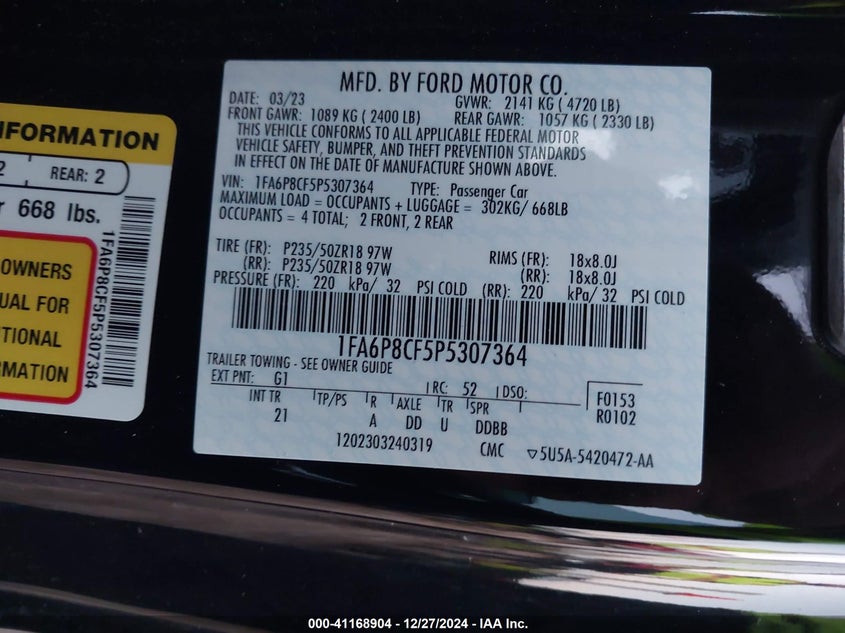 MFD. BY FORD MOTOR CO.
DATE: 03/23 GVWR: 2141 KG ( 4720 LB)
FRONT GAWR: 1089 KG ( 2400 LB) REAR GAWR: 1057 KG ( 2330 LB)
THIS VEHICLE CONFORMS TO ALL APPLICABLE FEDERAL MOTOR
VEHICLE SAFETY, BUMPER, AND THEFT PREVENTION STANDARDS
IN EFFECT ON THE DATE OF MANUFACTURE SHOWN ABOVE.
VIN: 1FA6P8CF5P5307364 TYPE: Passenger Car
MAXIMUM LOAD = OCCUPANTS + LUGGAGE = 302KG/ 668LB
OCCUPANTS = 4 TOTAL; 2 FRONT, 2 REAR
TIRE (FR): P235/50ZR18 97W RIMS (FR): 18x8.0J
(RR): P235/50ZR18 97W (RR): 18x8.0J
PRESSURE (FR): 220 kPa/ 32 PSI COLD (RR): 220 kPa/ 32 PSI COLD
1FA6P8CF5P5307364
TRAILER TOWING - SEE OWNER GUIDE
EXT PNT: G1 RC: 52 DSO: F0153
INT TR TP/PS R AXLE TR SPR R0102
21 A DD U DDBB
1202303240319 CMC ▽5U5A-5420472-AA
INFORMATION
2 REAR: 2
668 lbs.
1FA6P8CF5P5307364
OWNERS
UAL FOR
TIONAL
MATION
000-41168904 - 12/27/2024 - IAA Inc.